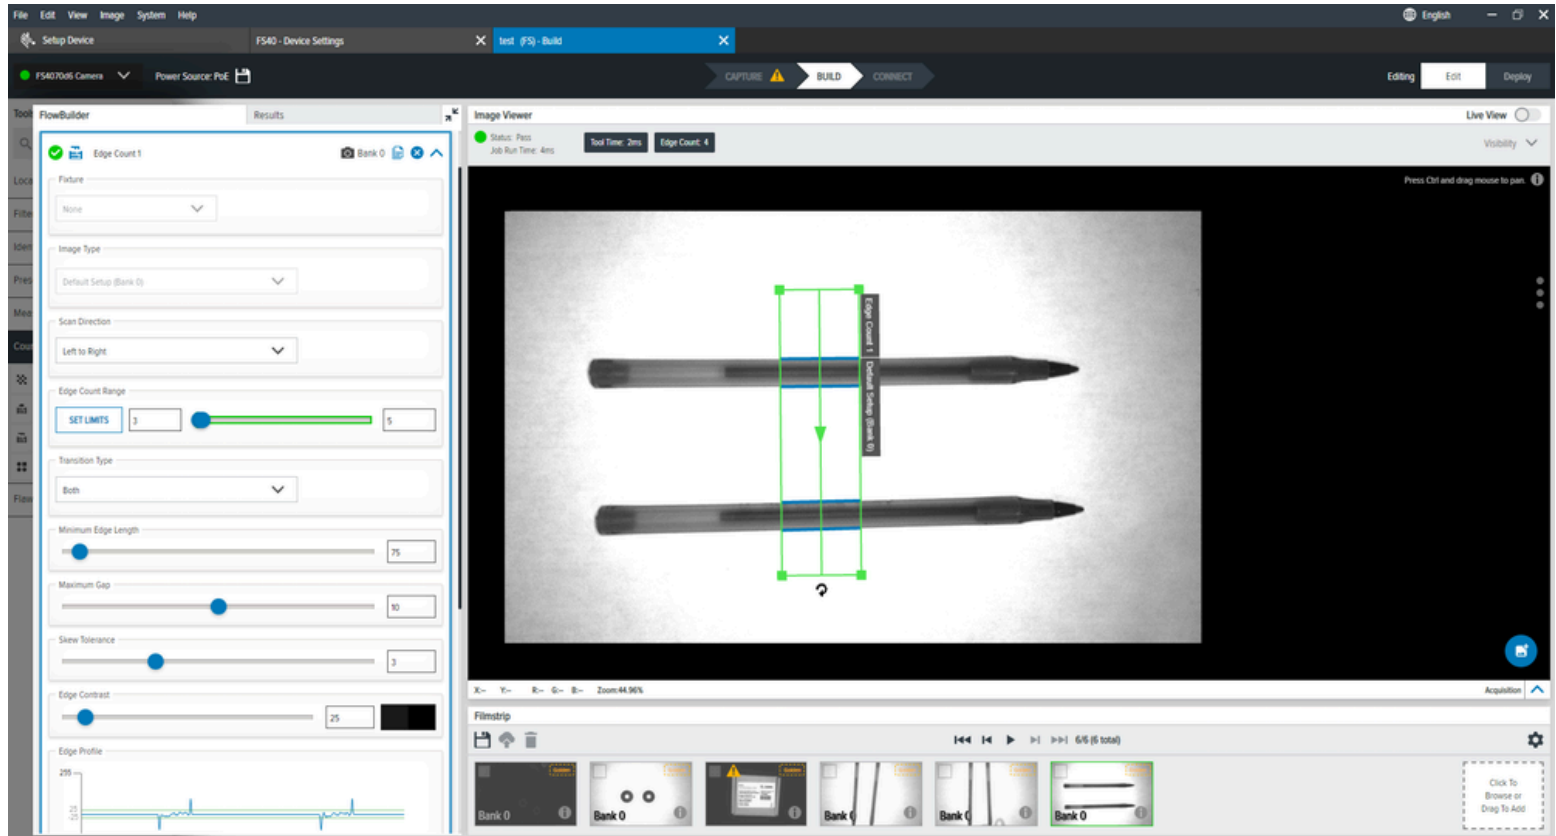 File Edit View Image System Help
English
Setup Device
FS40 - Device Settings
test (FS) - Build
FS4070d6 Camera
Power Source: PoE
CAPTURE
BUILD
CONNECT
Editing
Edit
Deploy
FlowBuilder
Results
Image Viewer
Live View
Edge Count 1
Bank 0
Status: Pass
Job Run Time: 4ms
Tool Time: 2ms
Edge Count: 4
Visibility
Press Ctrl and drag mouse to pan.
Fixture
None
Image Type
Default Setup (Bank 0)
Scan Direction
Left to Right
Edge Count Range
SET LIMITS
3
5
Transition Type
Both
Minimum Edge Length
75
Maximum Gap
10
Skew Tolerance
3
Edge Contrast
25
Edge Profile
255
25
-25
Edge Count 1
Default Setup (Bank 0)
X:-- Y:-- R:-- G:-- B:-- Zoom:44.96%
Acquisition
Filmstrip
6/6 (6 total)
Bank 0
Bank 0
Bank
Bank
Bank 0
Click To
Browse or
Drag To Add